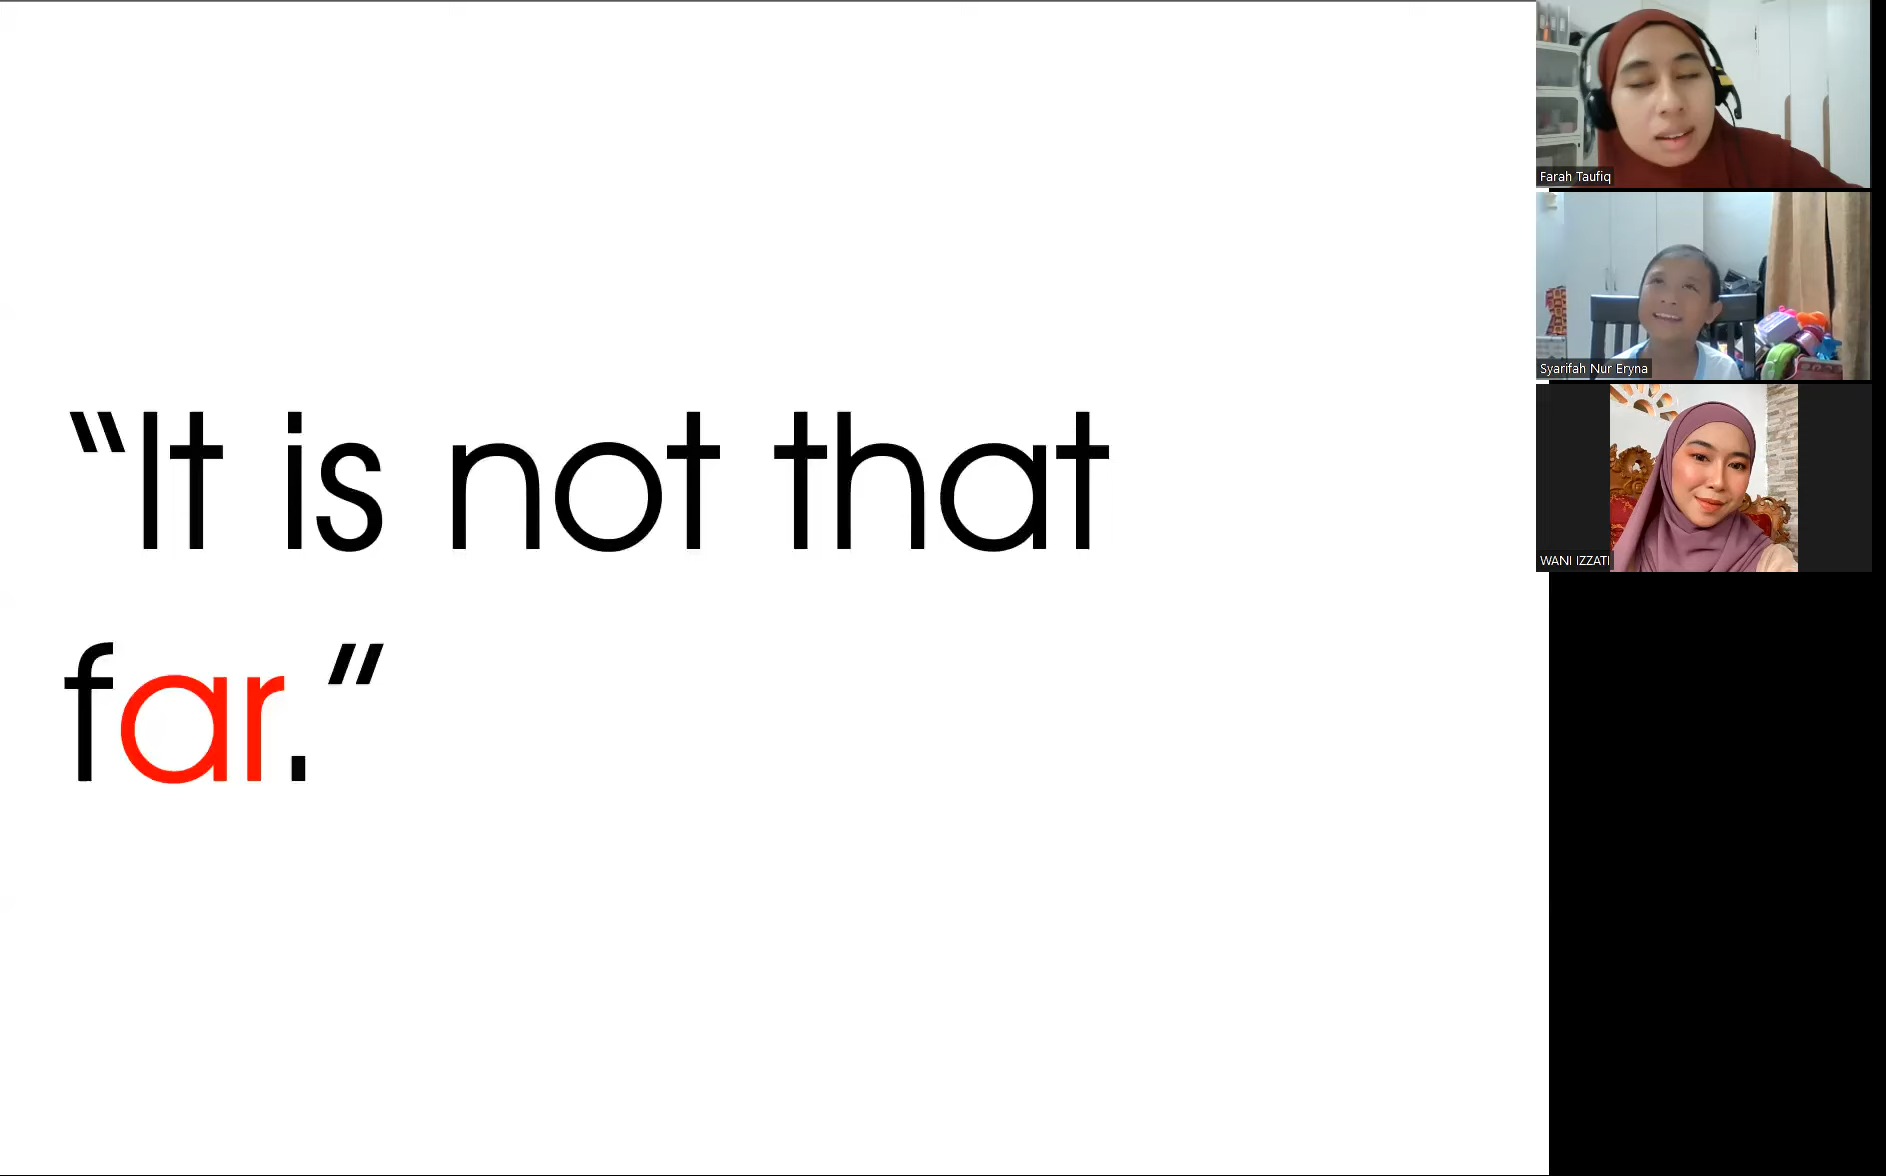 “It is not that
far.”
Farah Taufiq
Syarifah Nur Eryna
WANI IZZATI